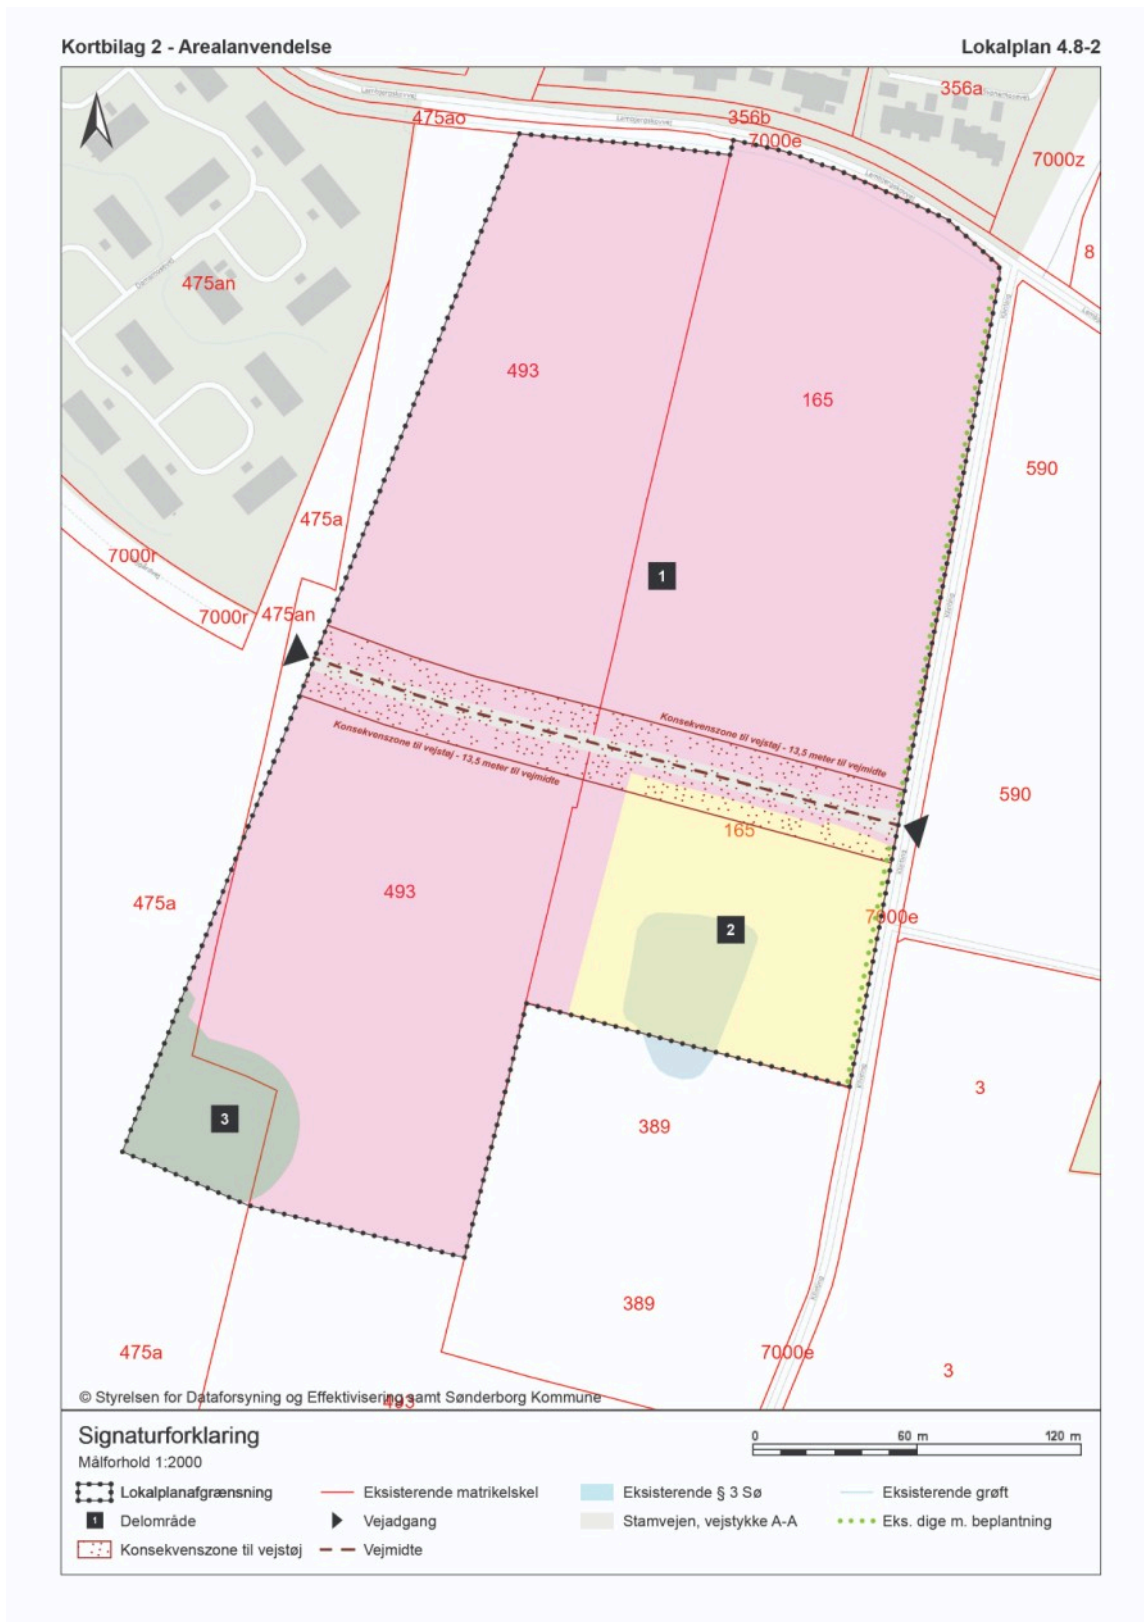 Kortbilag 2 - Arealanvendelse
Lokalplan 4.8-2
356a
475ao
356b
7000e
7000z
8
475an
493
165
590
475a
7000r
1
7000r
475an
Konsekvenszone til vejstøj - 13,5 meter til vejmidte
Konsekvenszone til vejstøj - 13,5 meter til vejmidte
590
165
493
475a
2
7000e
3
3
389
389
475a
7000e
3
© Styrelsen for Dataforsyning og Effektivisering samt Sønderborg Kommune
493
Signaturforklaring
Målforhold 1:2000
0 60 m 120 m
Lokalplanafgrænsning
Eksisterende matrikelskel
Eksisterende § 3 Sø
Eksisterende grøft
1
Delområde
Vejadgang
Stamvejen, vejstykke A-A
Eks. dige m. beplantning
Konsekvenszone til vejstøj
Vejmidte